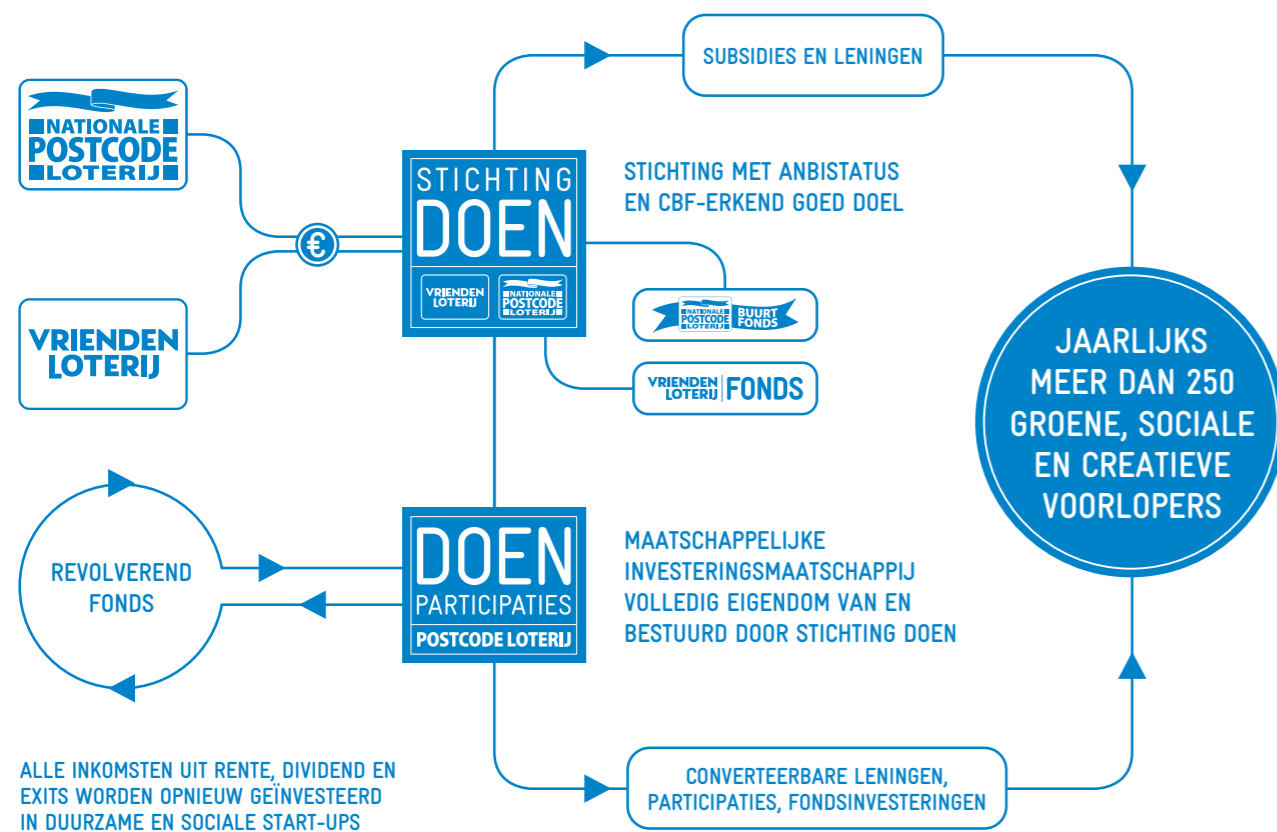 SUBSIDIES EN LENINGEN
NATIONALE
POSTCODE
LOTERIJ
STICHTING
DOEN
VRIENDEN
LOTERIJ
NATIONALE
POSTCODE
LOTERIJ
STICHTING MET ANBISTATUS
EN CBF-ERKEND GOED DOEL
€
NATIONALE
POSTCODE
LOTERIJ
BUURT
FONDS
VRIENDEN
LOTERIJ
VRIENDEN
LOTERIJ
FONDS
JAARLIJKS
MEER DAN 250
GROENE, SOCIALE
EN CREATIEVE
VOORLOPERS
REVOLVEREND
FONDS
DOEN
PARTICIPATIES
POSTCODE LOTERIJ
MAATSCHAPPELIJKE
INVESTERINGSMAATSCHAPPIJ
VOLLEDIG EIGENDOM VAN EN
BESTUURD DOOR STICHTING DOEN
ALLE INKOMSTEN UIT RENTE, DIVIDEND EN
EXITS WORDEN OPNIEUW GEÏNVESTEERD
IN DUURZAME EN SOCIALE START-UPS
CONVERTEERBARE LENINGEN,
PARTICIPATIES, FONDSINVESTERINGEN